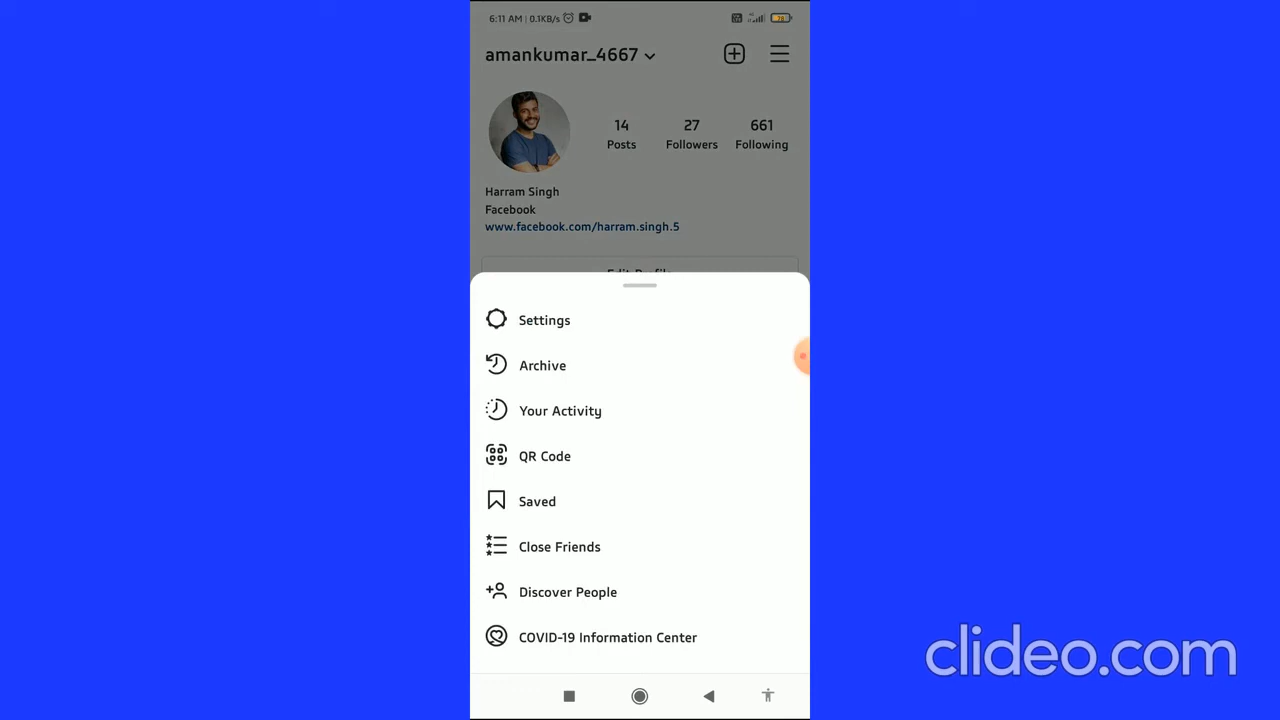 6:11 AM | 0.1KB/s
amankumar_4667
14
Posts
27
Followers
661
Following
Harram Singh
Facebook
www.facebook.com/harram.singh.5
Edit Profile
Settings
Archive
Your Activity
QR Code
Saved
Close Friends
Discover People
COVID-19 Information Center
clideo.com